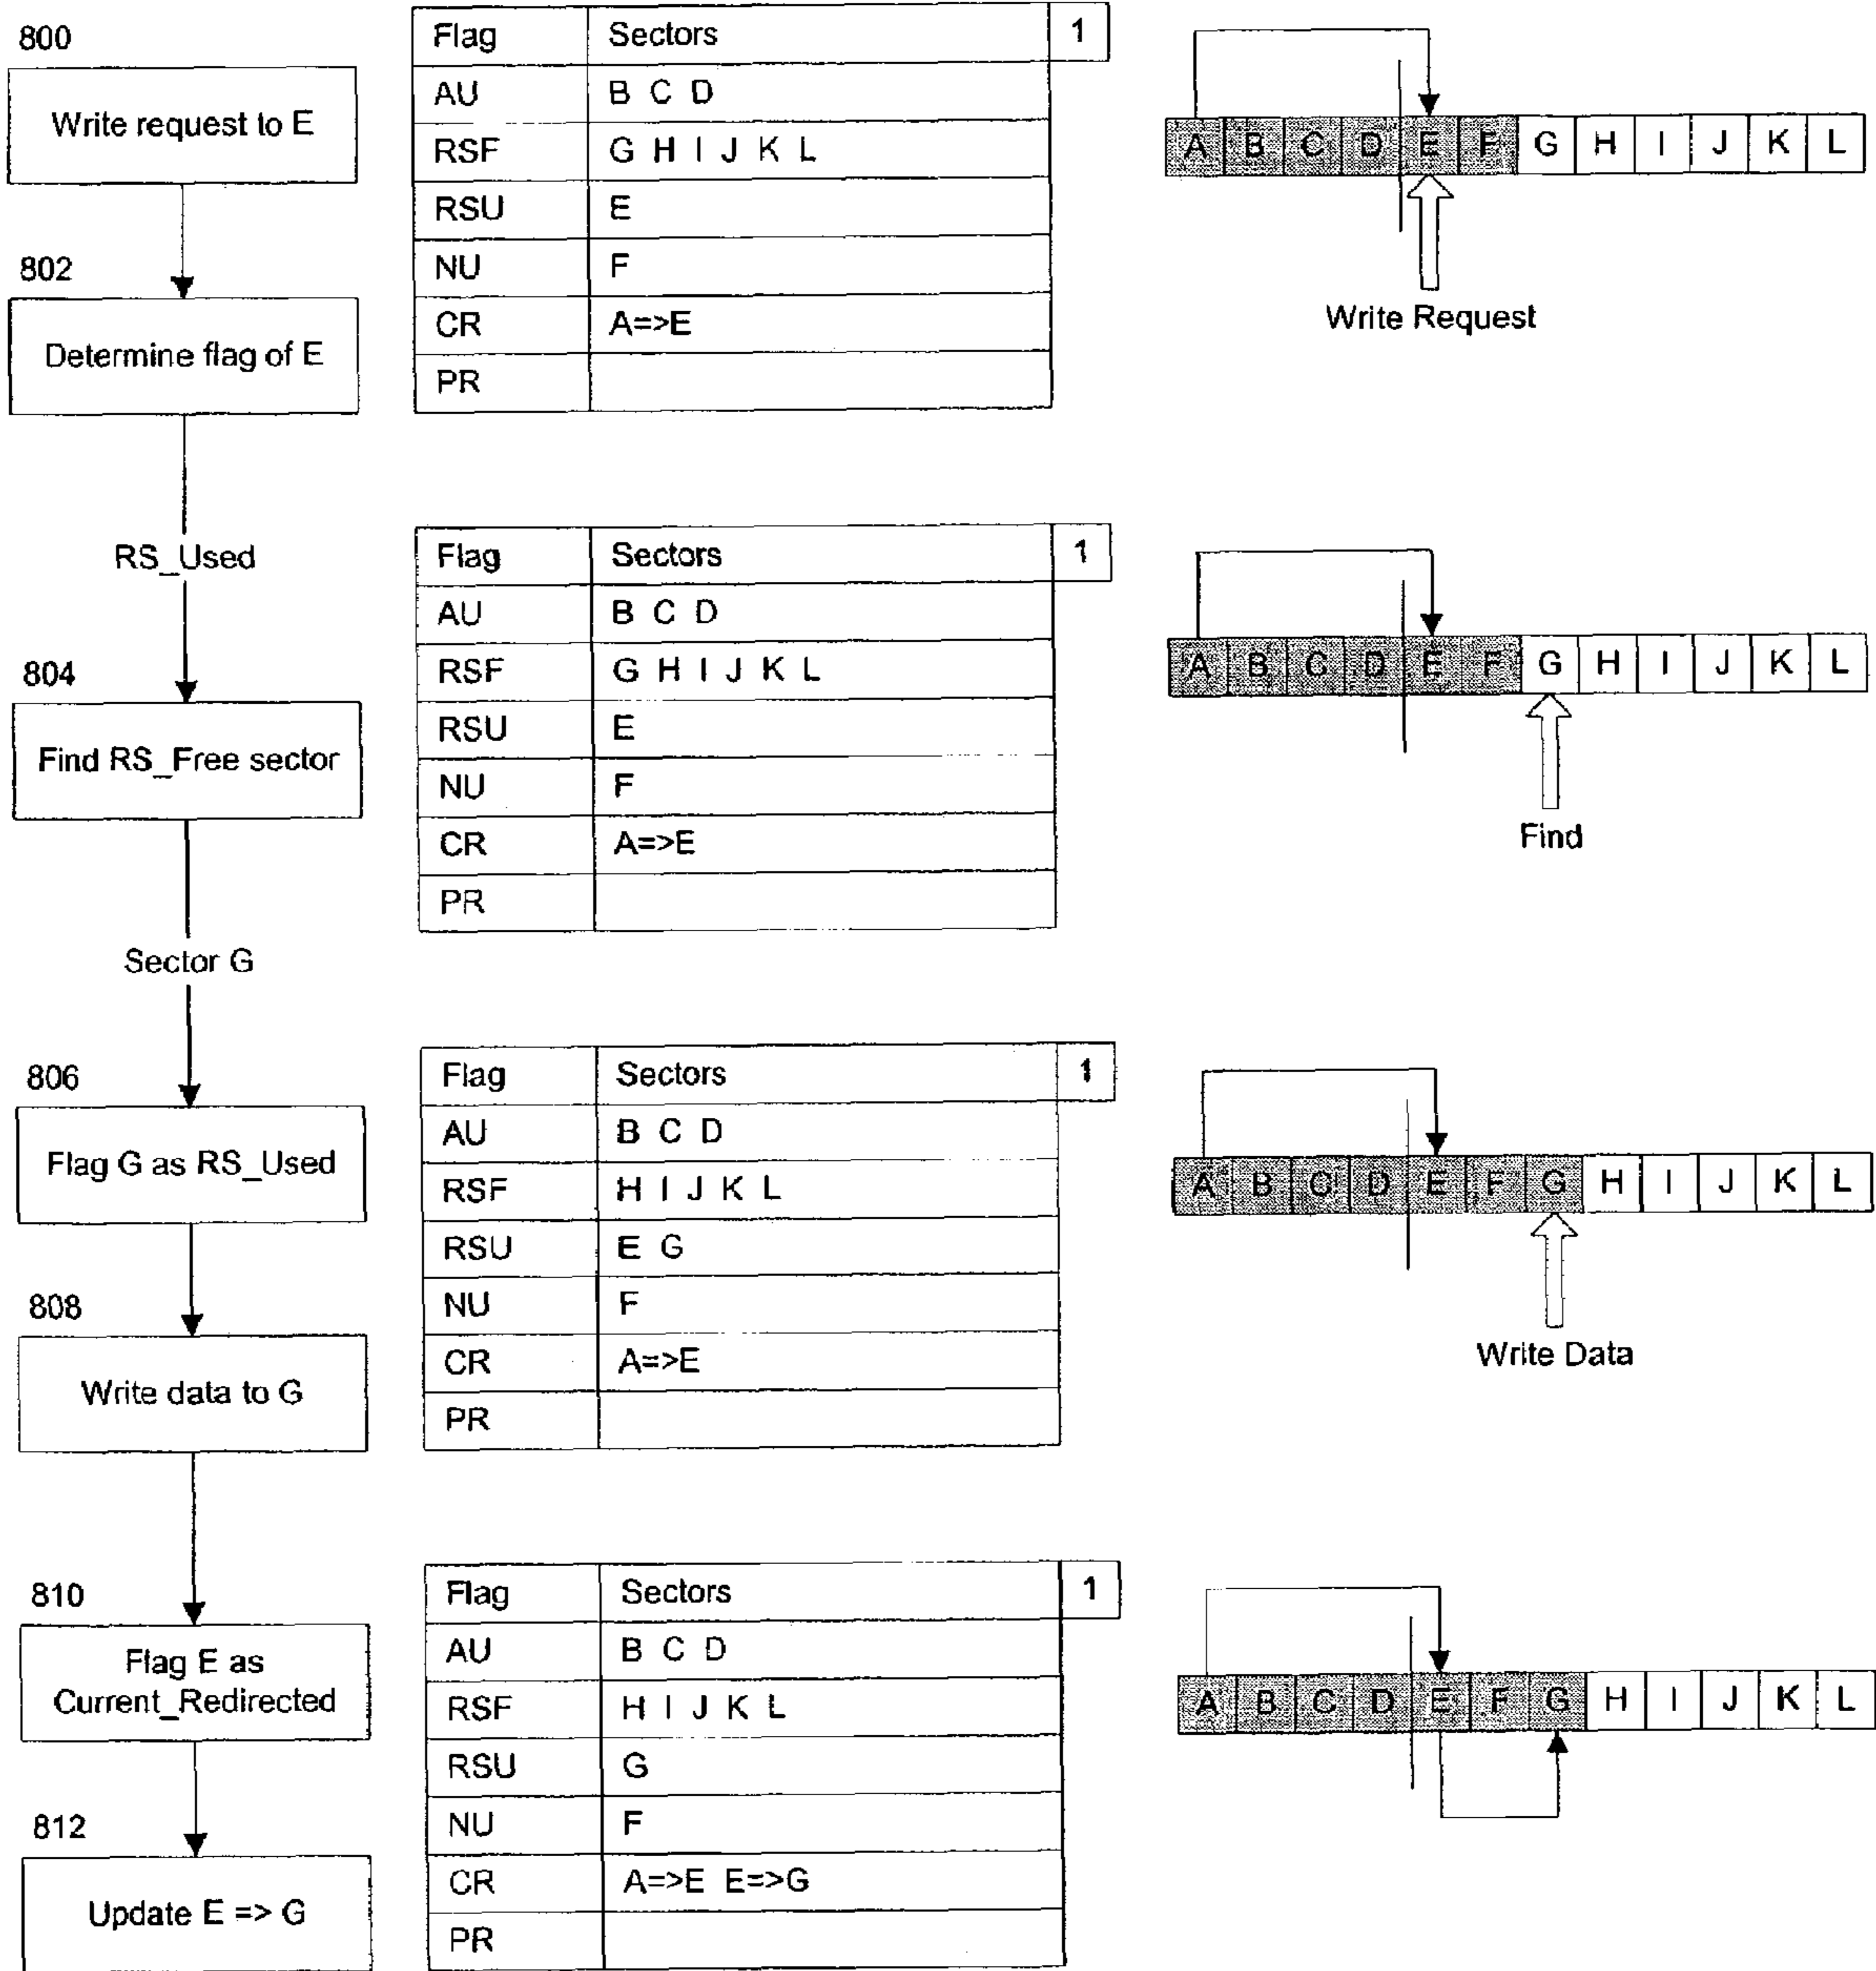 800
Write request to E
802
Determine flag of E
Flag Sectors 1
AU B C D
RSF G H I J K L
RSU E
NU F
CR A=>E
PR
A B C D E F G H I J K L
Write Request
RS_Used
804
Find RS_Free sector
Flag Sectors 1
AU B C D
RSF G H I J K L
RSU E
NU F
CR A=>E
PR
A B C D E F G H I J K L
Find
Sector G
806
Flag G as RS_Used
808
Write data to G
Flag Sectors 1
AU B C D
RSF H I J K L
RSU E G
NU F
CR A=>E
PR
A B C D E F G H I J K L
Write Data
810
Flag E as
Current_Redirected
812
Update E => G
Flag Sectors 1
AU B C D
RSF H I J K L
RSU G
NU F
CR A=>E E=>G
PR
A B C D E F G H I J K L